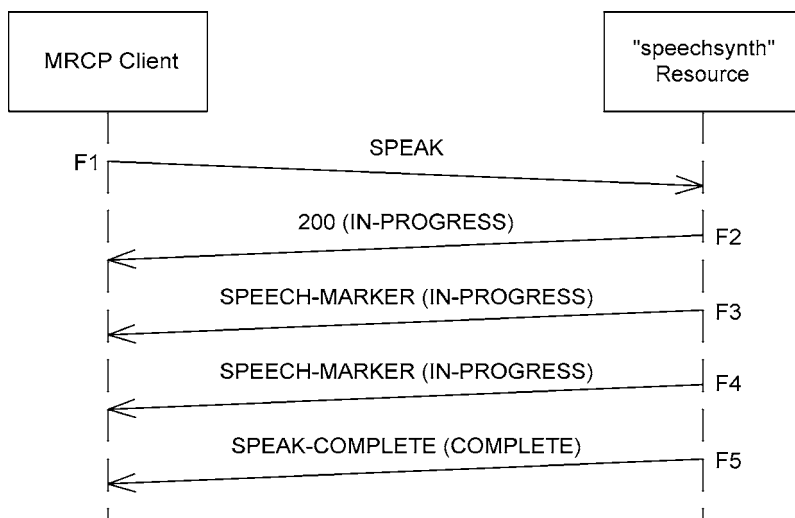 MRCP Client
"speechsynth"
Resource
SPEAK
F1
200 (IN-PROGRESS)
F2
SPEECH-MARKER (IN-PROGRESS)
F3
SPEECH-MARKER (IN-PROGRESS)
F4
SPEAK-COMPLETE (COMPLETE)
F5